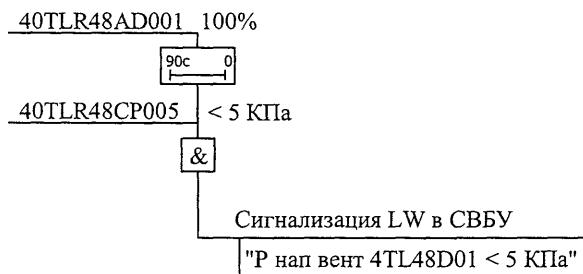 40TLR48AD001 100%
90с 0
40TLR48CP005 < 5 КПа
&
Сигнализация LW в СВБУ
"Р нап вент 4TL48D01 < 5 КПа"